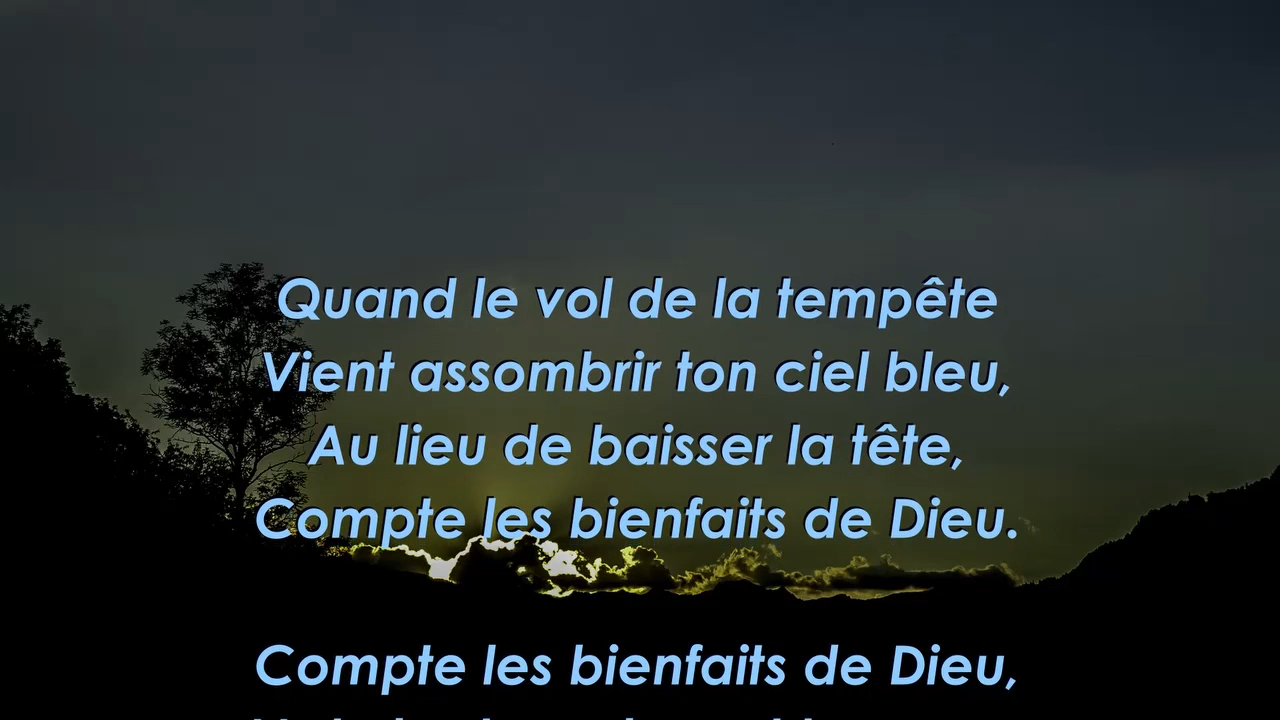 Quand le vol de la tempête
Vient assombrir ton ciel bleu,
Au lieu de baisser la tête,
Compte les bienfaits de Dieu.
Compte les bienfaits de Dieu,